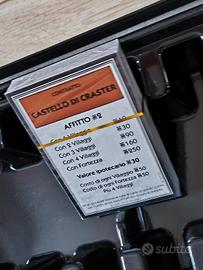 CONTRATTO
CASTELLO DI CRASTER
AFFITTO 2
Con 1 Villaggio 10
Con 2 Villaggi 30
Con 3 Villaggi 90
Con 4 Villaggi 160
Con Fortezza 250
Valore Ipotecario 30
Costo di ogni Villaggio 50
Costo di ogni Fortezza 50
Più 4 Villaggi
subito